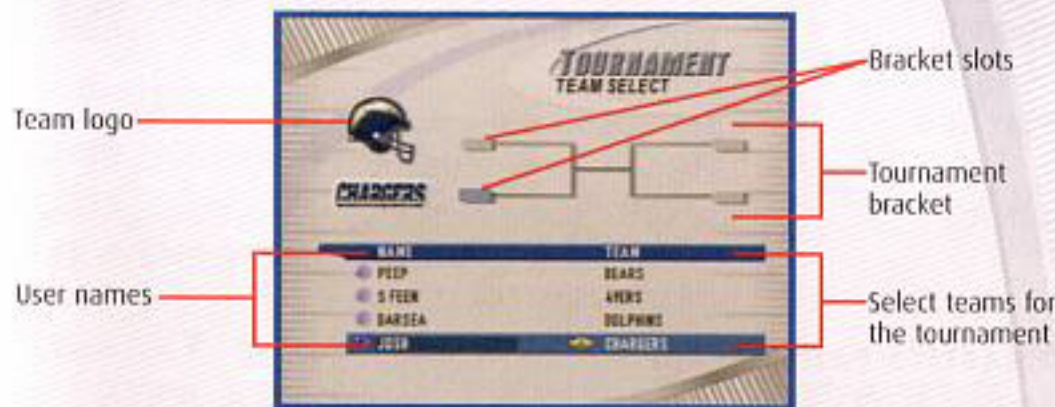 TOURNAMENT
TEAM SELECT
Bracket slots
Team logo
CHARGERS
Tournament
bracket
NAME TEAM
PEEP BEARS
S FEEN 49ERS
DARSEA DOLPHINS
JOSH CHARGERS
User names
Select teams for
the tournament